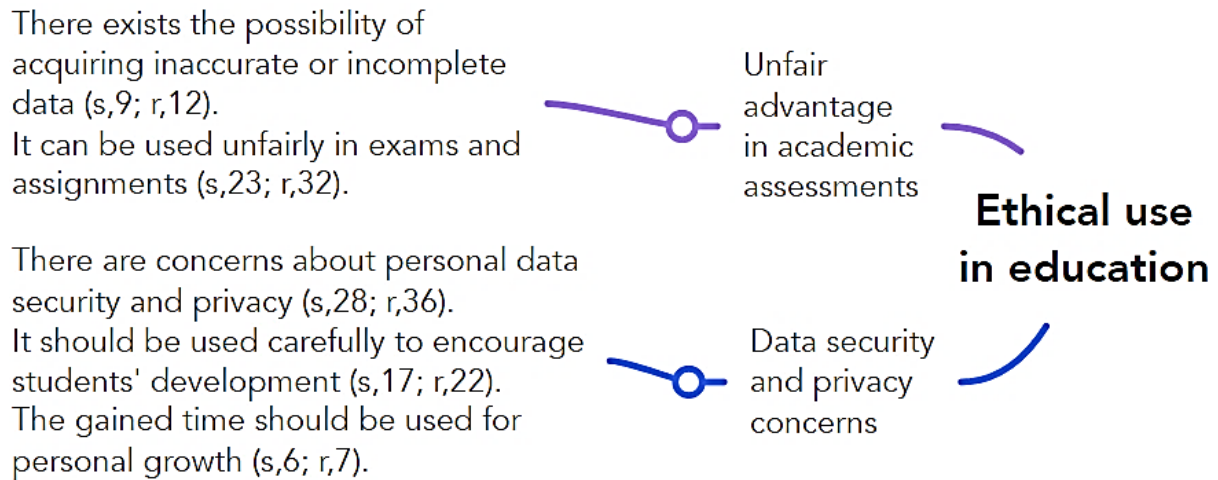 There exists the possibility of
acquiring inaccurate or incomplete
data (s,9; r,12).
It can be used unfairly in exams and
assignments (s,23; r,32).
Unfair
advantage
in academic
assessments
There are concerns about personal data
security and privacy (s,28; r,36).
It should be used carefully to encourage
students' development (s,17; r,22).
The gained time should be used for
personal growth (s,6; r,7).
Data security
and privacy
concerns
Ethical use
in education